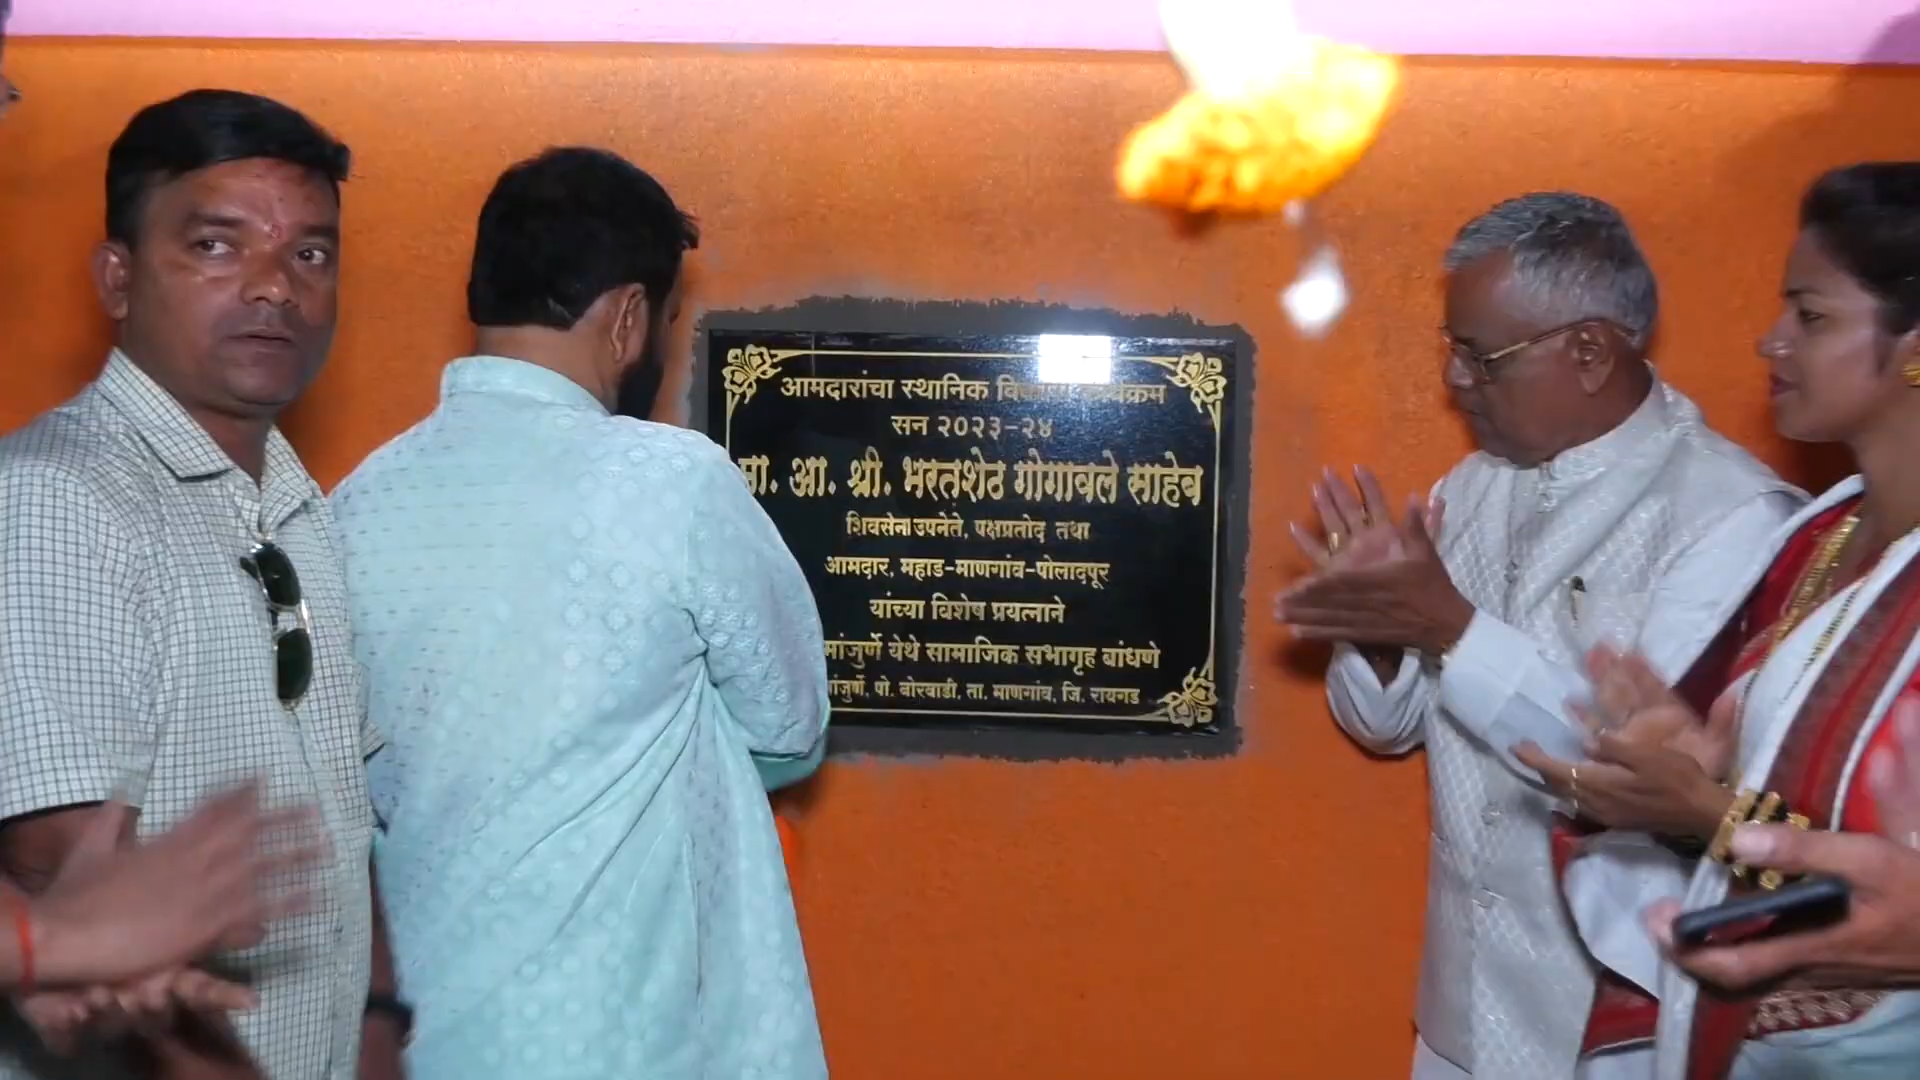 आमदारांचा स्थानिक विकास कार्यक्रम
सन २०२३-२४
मा. आ. श्री. भरतशेठ गोगावले साहेब
शिवसेना उपनेते, पक्षप्रतोद तथा
आमदार, महाड-माणगांव-पोलादपूर
यांच्या विशेष प्रयत्नाने
मांजुर्णे येथे सामाजिक सभागृह बांधणे
पो. बोरवाडी, ता. माणगांव, जि. रायगड